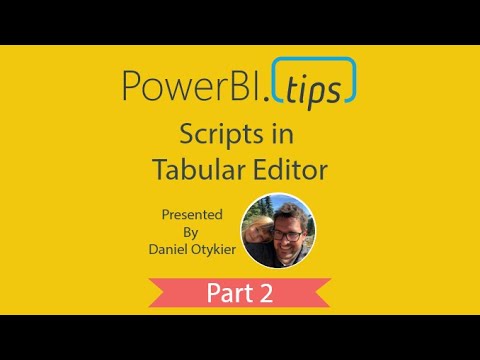 PowerBI.tips
Scripts in
Tabular Editor
Presented
By
Daniel Otykier
Part 2